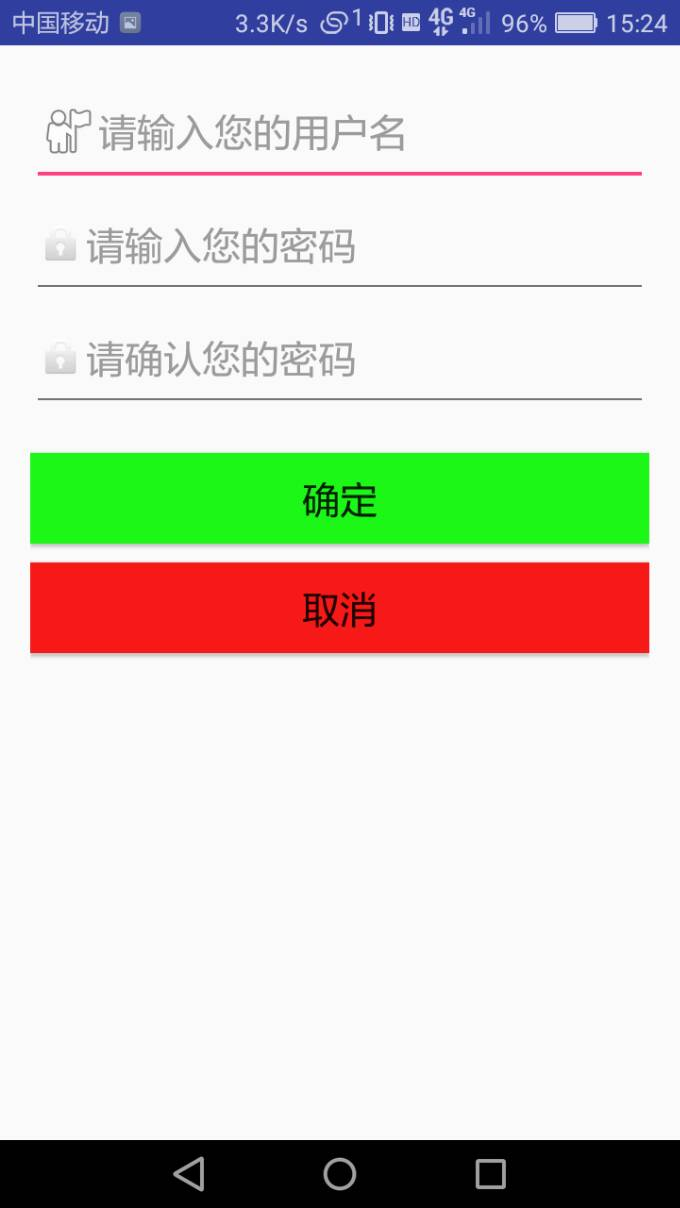 中国移动 3.3K/s 1 HD 4G 4G 96% 15:24
请输入您的用户名
请输入您的密码
请确认您的密码
确定
取消